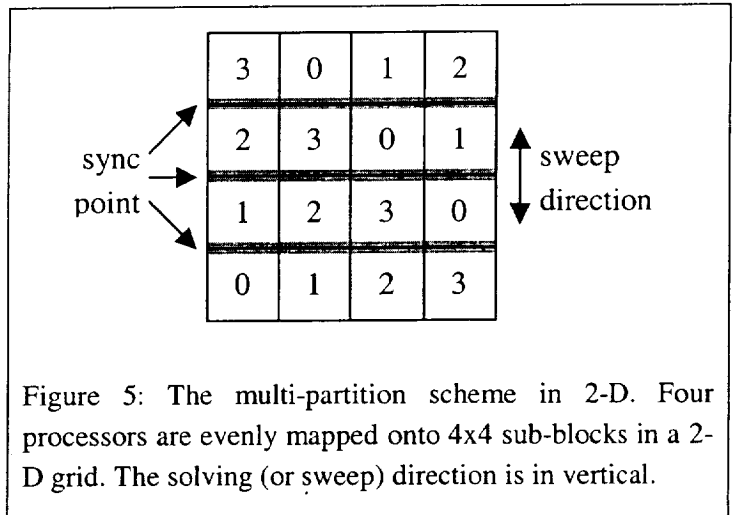 3 0 1 2
2 3 0 1
sync
point
sweep
direction
1 2 3 0
0 1 2 3
Figure 5: The multi-partition scheme in 2-D. Four
processors are evenly mapped onto 4x4 sub-blocks in a 2-
D grid. The solving (or sweep) direction is in vertical.